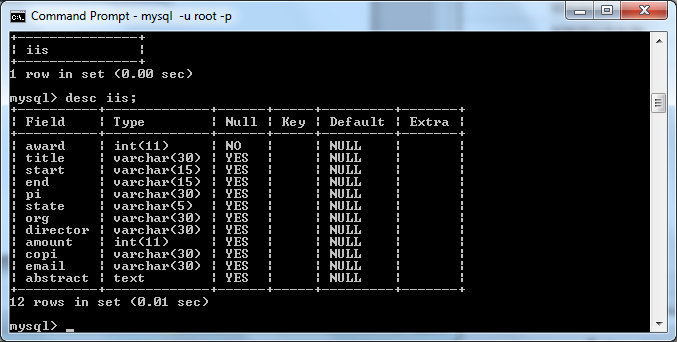 Command Prompt - mysql -u root -p
+---------------+
| iis           |
+---------------+
1 row in set (0.00 sec)
mysql> desc iis;
+----------+-------------+------+-----+---------+-------+
| Field    | Type        | Null | Key | Default | Extra |
+----------+-------------+------+-----+---------+-------+
| award    | int(11)     | NO   |     | NULL    |       |
| title    | varchar(30) | YES  |     | NULL    |       |
| start    | varchar(15) | YES  |     | NULL    |       |
| end      | varchar(15) | YES  |     | NULL    |       |
| pi       | varchar(30) | YES  |     | NULL    |       |
| state    | varchar(5)  | YES  |     | NULL    |       |
| org      | varchar(30) | YES  |     | NULL    |       |
| director | varchar(30) | YES  |     | NULL    |       |
| amount   | int(11)     | YES  |     | NULL    |       |
| copi     | varchar(30) | YES  |     | NULL    |       |
| email    | varchar(30) | YES  |     | NULL    |       |
| abstract | text        | YES  |     | NULL    |       |
+----------+-------------+------+-----+---------+-------+
12 rows in set (0.01 sec)
mysql> _